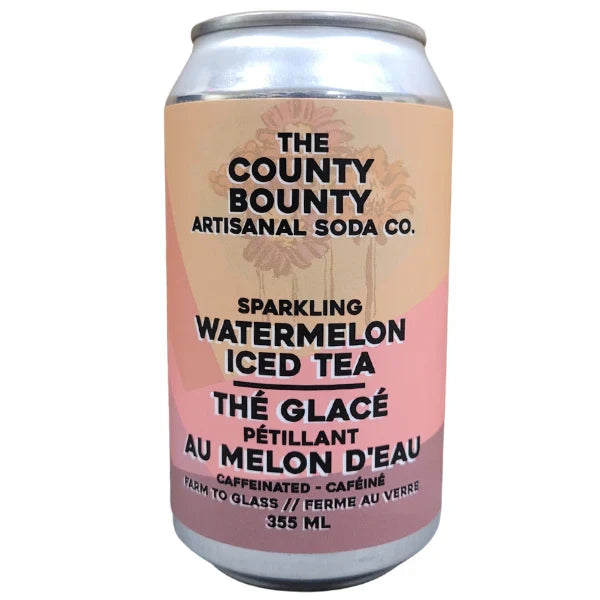 THE
COUNTY
BOUNTY
ARTISANAL SODA CO.
SPARKLING
WATERMELON
ICED TEA
THÉ GLACÉ
PÉTILLANT
AU MELON D'EAU
CAFFEINATED - CAFÉINÉ
FARM TO GLASS // FERME AU VERRE
355 ML